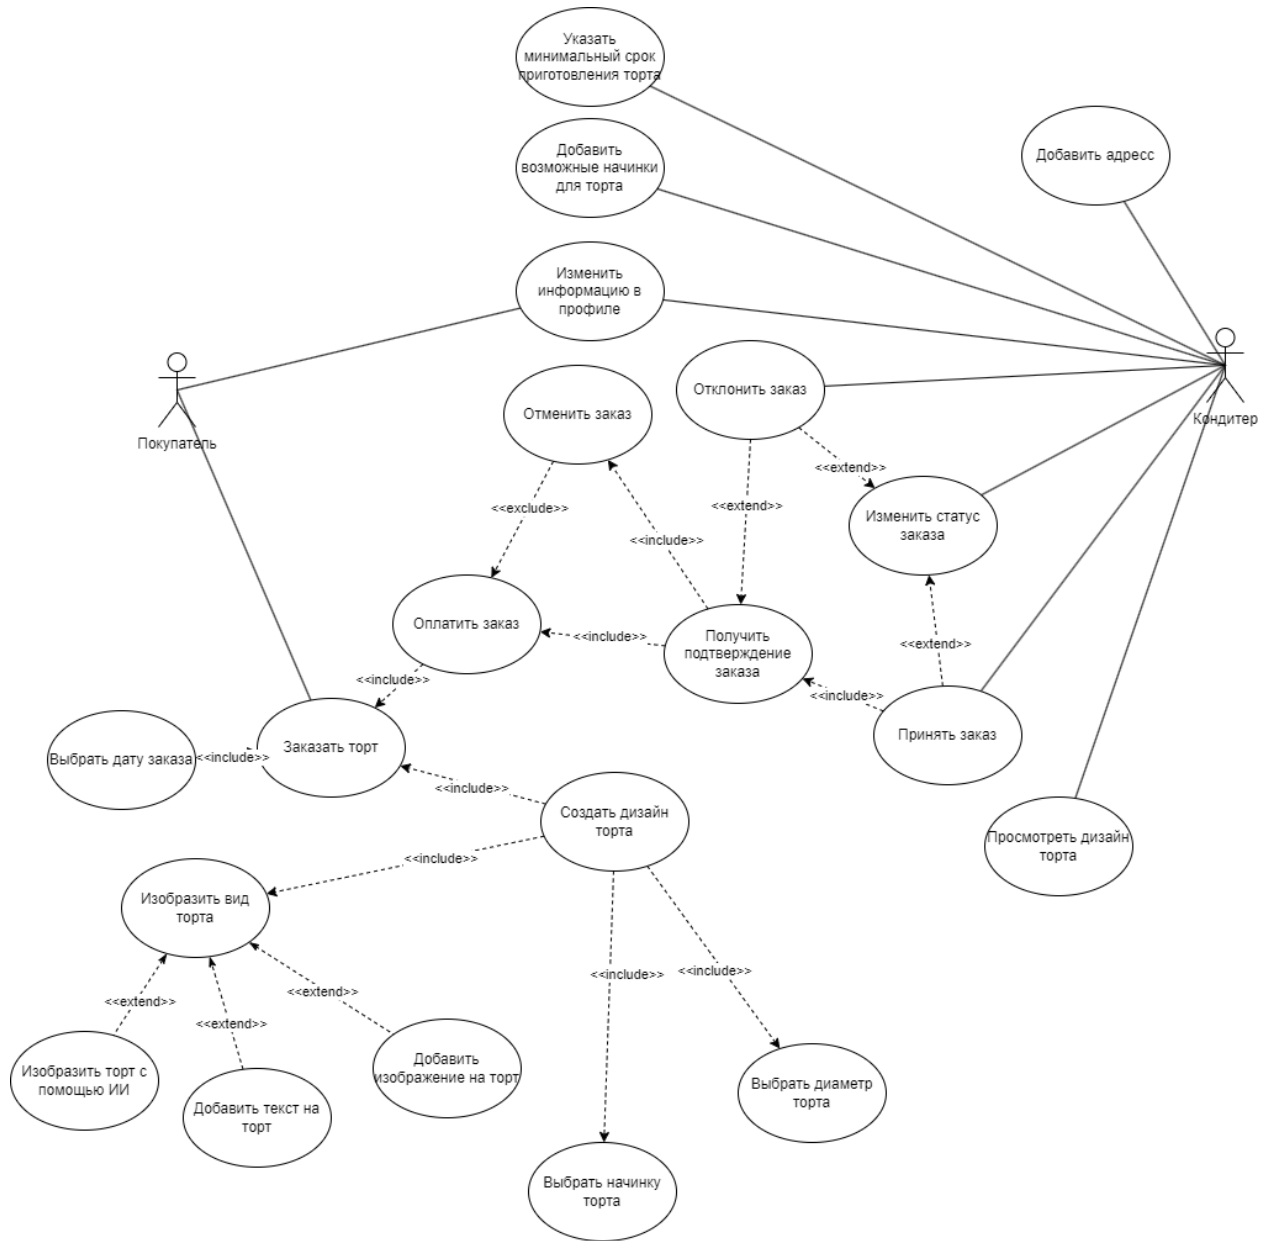 Указать
минимальный срок
приготовления торта
Добавить
возможные начинки
для торта
Добавить адресс
Изменить
информацию в
профиле
Покупатель
Кондитер
Отменить заказ
Отклонить заказ
<<extend>>
<<exclude>>
<<extend>>
<<include>>
Изменить статус
заказа
Оплатить заказ
<<include>>
Получить
подтверждение
заказа
<<extend>>
<<include>>
<<include>>
Выбрать дату заказа
<<include>>
Заказать торт
Принять заказ
<<include>>
Создать дизайн
торта
Просмотреть дизайн
торта
<<include>>
Изобразить вид
торта
<<include>>
<<include>>
<<extend>>
<<extend>>
<<extend>>
Изобразить торт с
помощью ИИ
Добавить текст на
торт
Добавить
изображение на торт
Выбрать диаметр
торта
Выбрать начинку
торта